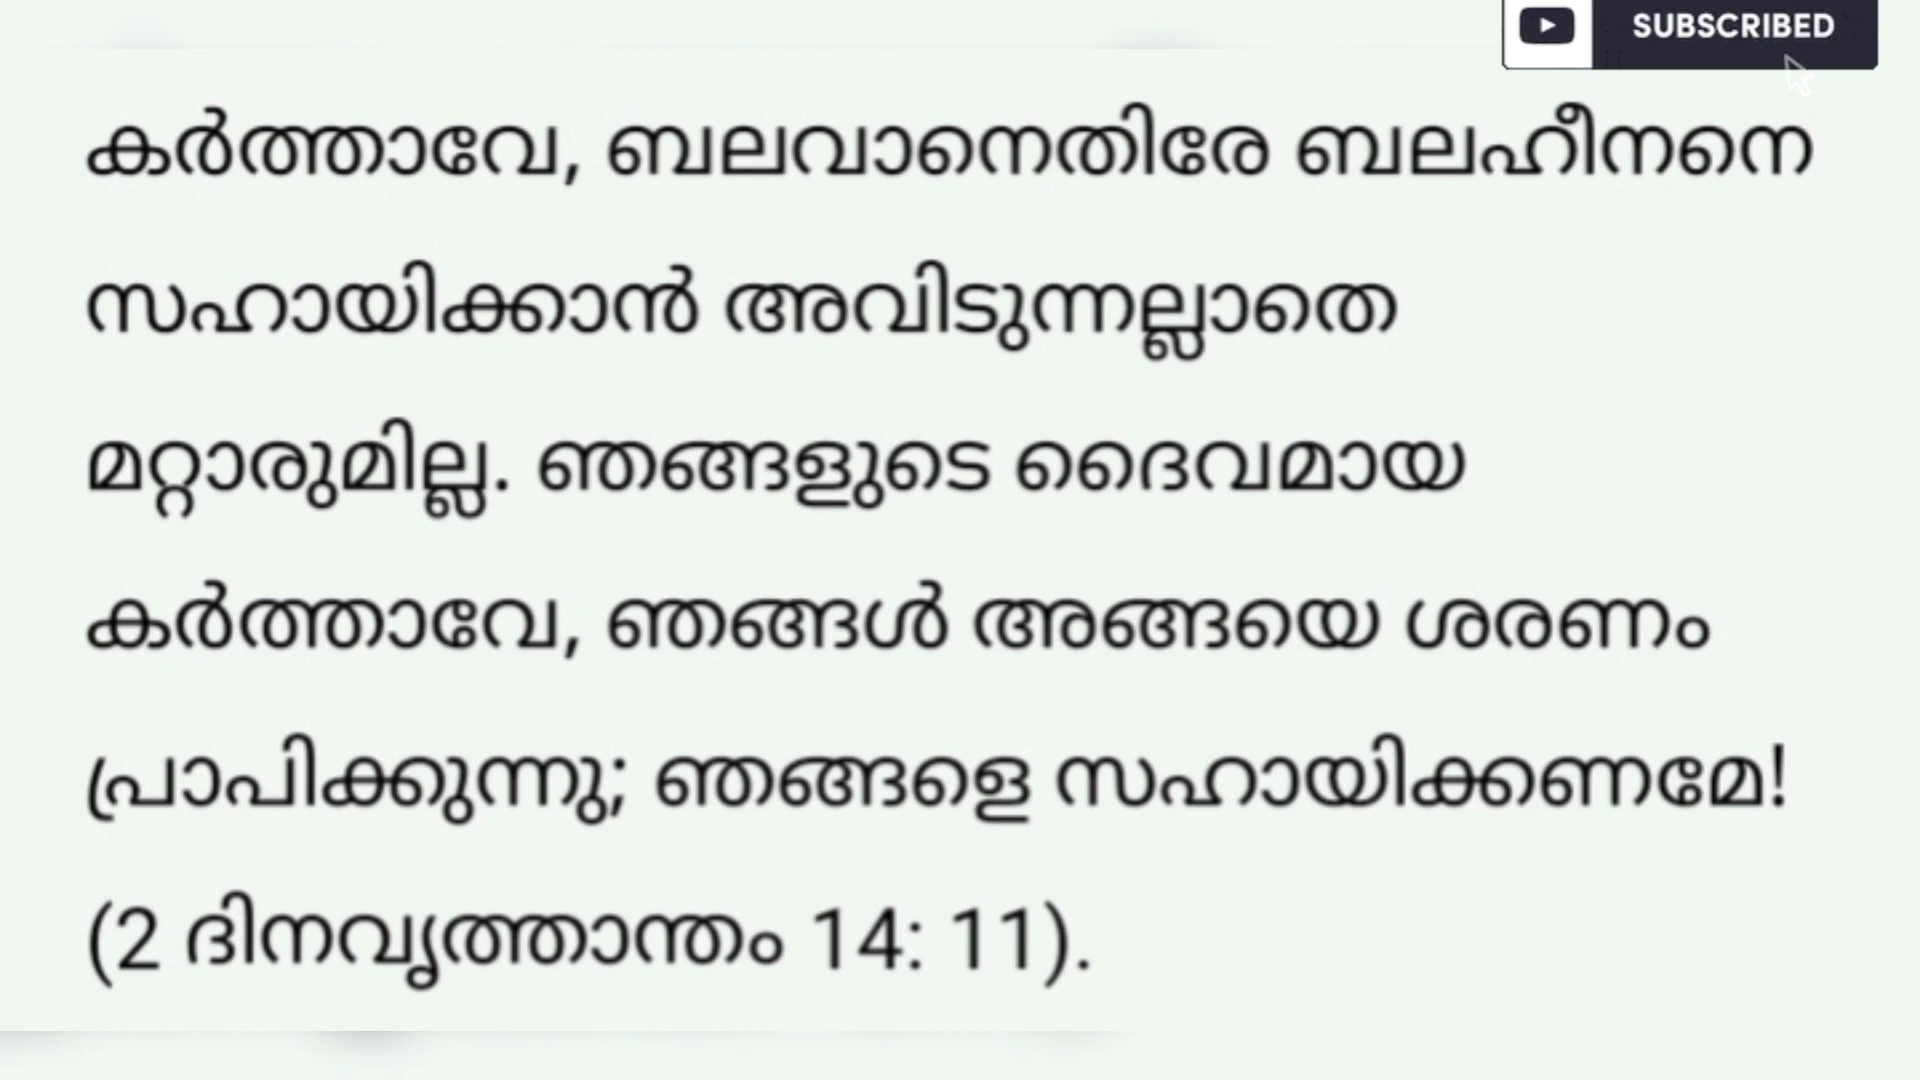 SUBSCRIBED
കർത്താവേ, ബലവാനെതിരേ ബലഹീനനെ
സഹായിക്കാൻ അവിടുന്നല്ലാതെ
മറ്റാരുമില്ല. ഞങ്ങളുടെ ദൈവമായ
കർത്താവേ, ഞങ്ങൾ അങ്ങയെ ശരണം
പ്രാപിക്കുന്നു; ഞങ്ങളെ സഹായിക്കണമേ!
(2 ദിനവൃത്താന്തം 14: 11).